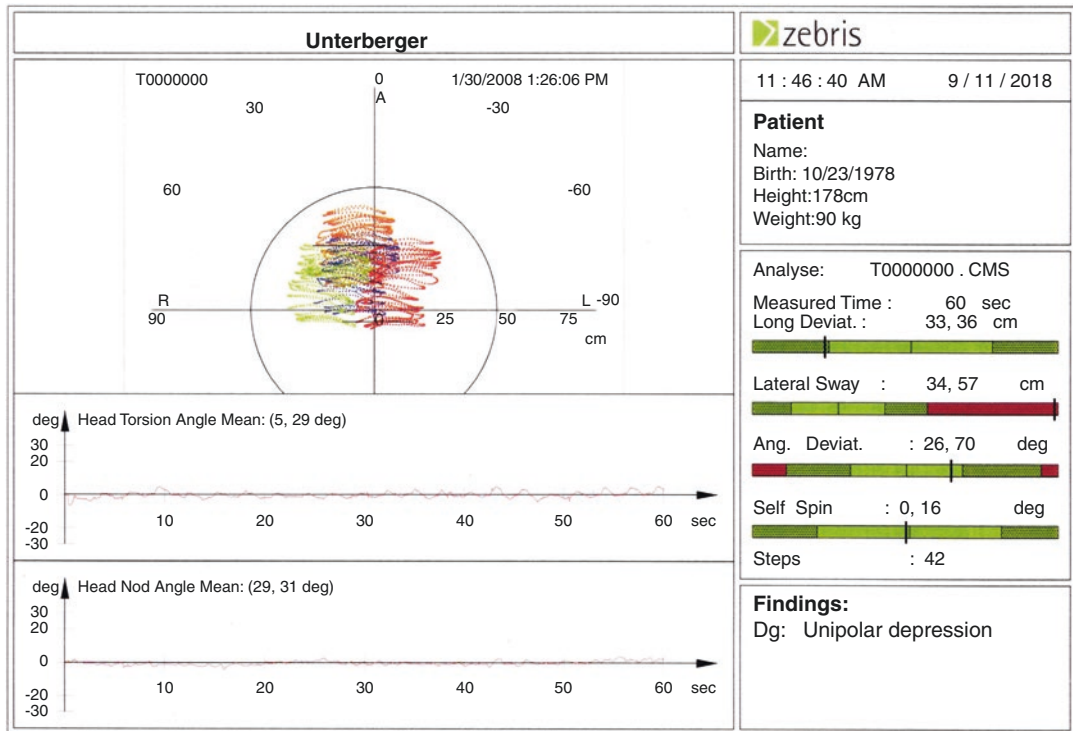 Unterberger
T0000000 0 1/30/2008 1:26:06 PM
A
30 -30
60 -60
R L -90
90 0 25 50 75
cm
deg Head Torsion Angle Mean: (5, 29 deg)
30
20
0
-20
-30
10 20 30 40 50 60 sec
deg Head Nod Angle Mean: (29, 31 deg)
30
20
0
-20
-30
10 20 30 40 50 60 sec
zebris
11 : 46 : 40 AM 9 / 11 / 2018
Patient
Name:
Birth: 10/23/1978
Height:178cm
Weight:90 kg
Analyse: T0000000 . CMS
Measured Time : 60 sec
Long Deviat. : 33, 36 cm
Lateral Sway : 34, 57 cm
Ang. Deviat. : 26, 70 deg
Self Spin : 0, 16 deg
Steps : 42
Findings:
Dg: Unipolar depression